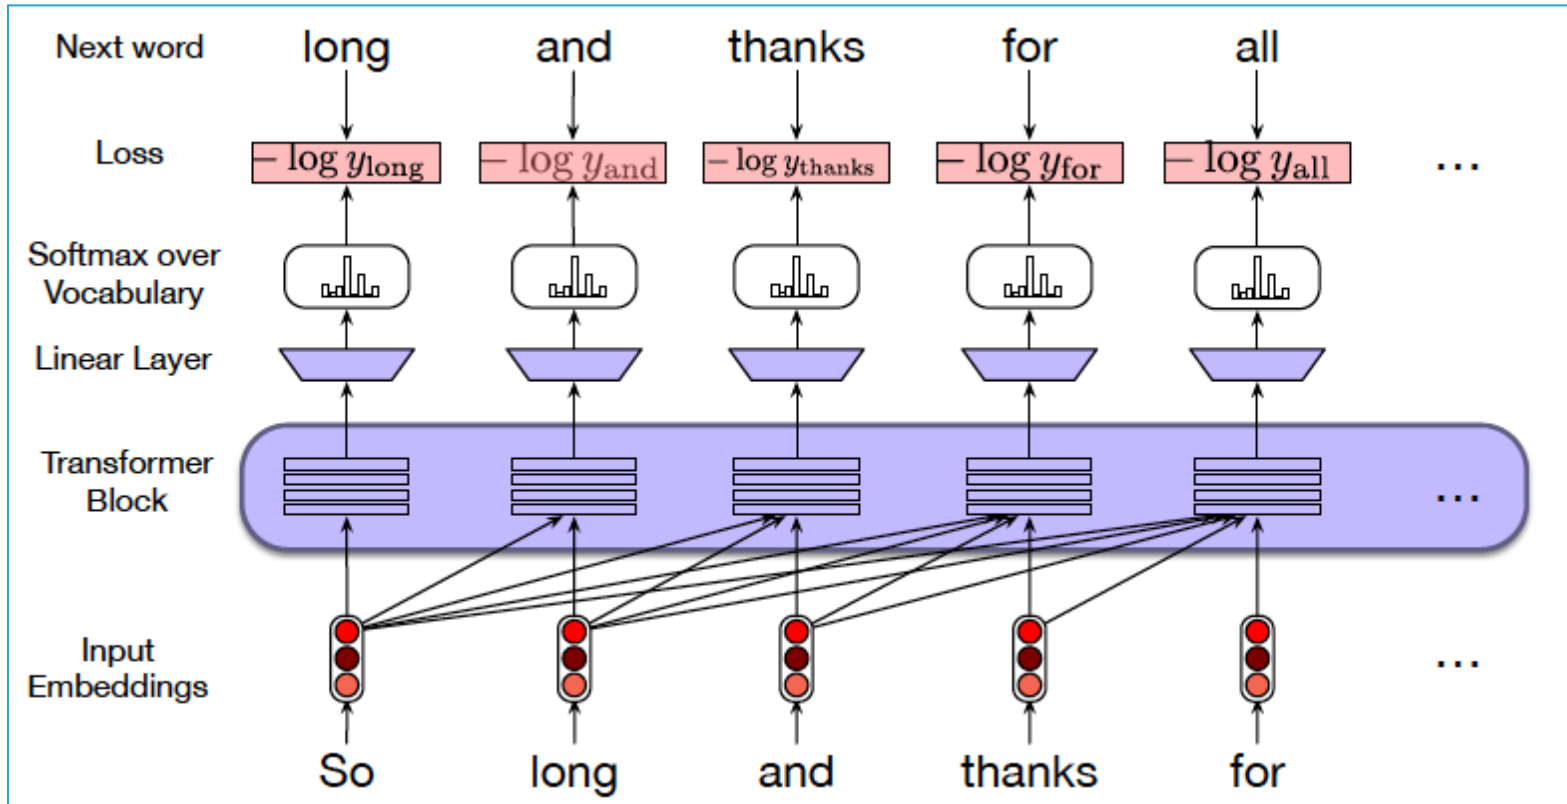 Next word long and thanks for all
Loss − log y_long − log y_and − log y_thanks − log y_for − log y_all ...
Softmax over
Vocabulary
Linear Layer
Transformer
Block ...
Input
Embeddings ...
So long and thanks for